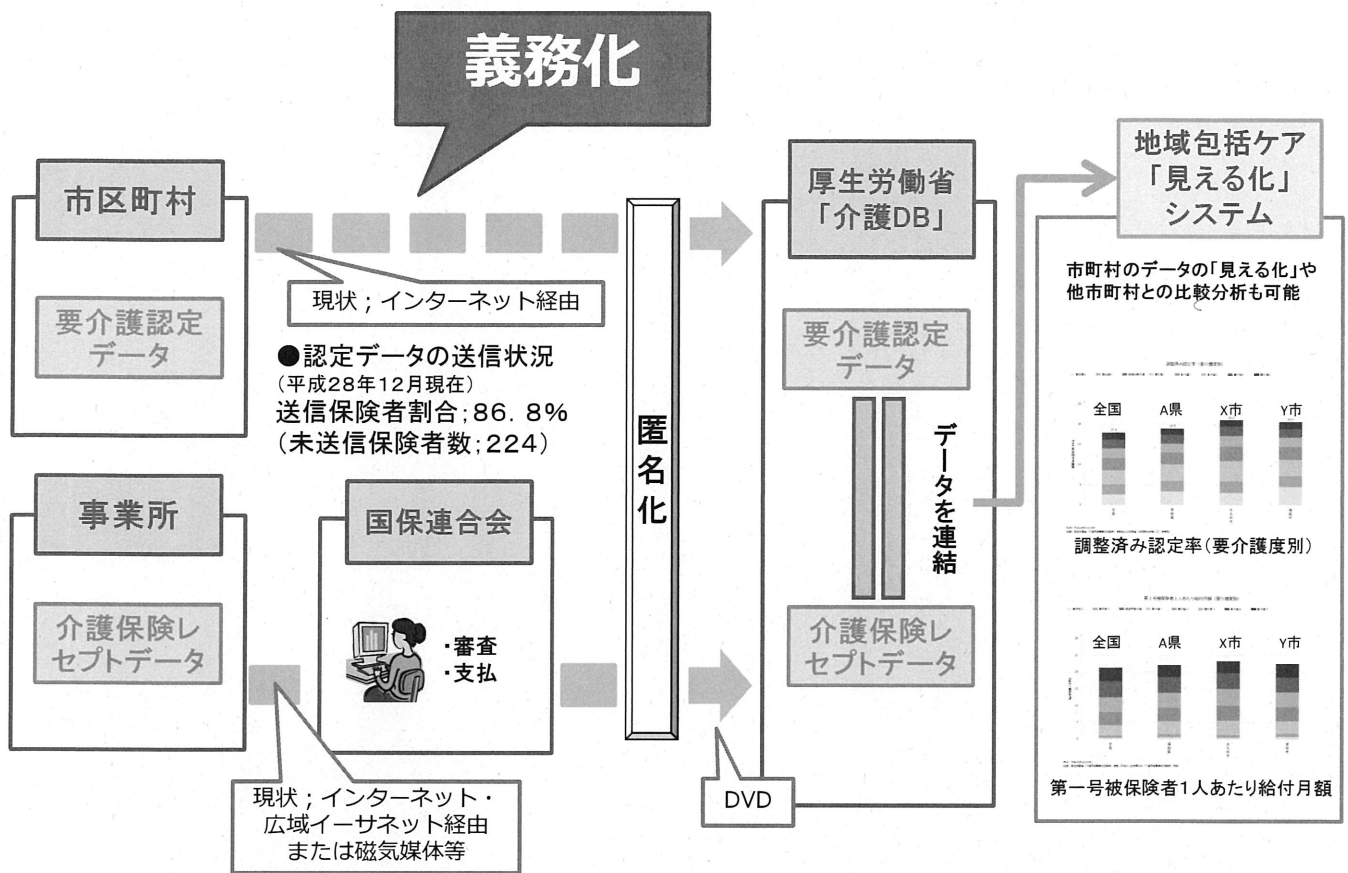 義務化
市区町村
要介護認定
データ
現状；インターネット経由
●認定データの送信状況
（平成28年12月現在）
送信保険者割合；86．8％
（未送信保険者数；224）
事業所
介護保険レ
セプトデータ
国保連合会
・審査
・支払
現状；インターネット・
広域イーサネット経由
または磁気媒体等
匿名化
DVD
厚生労働省
「介護DB」
要介護認定
データ
データを連結
介護保険レ
セプトデータ
地域包括ケア
「見える化」
システム
市町村のデータの「見える化」や
他市町村との比較分析も可能
調整済み認定率（要介護度別）
全国 A県 X市 Y市
調整済み認定率（要介護度別）
全国 A県 X市 Y市
第一号被保険者1人あたり給付月額